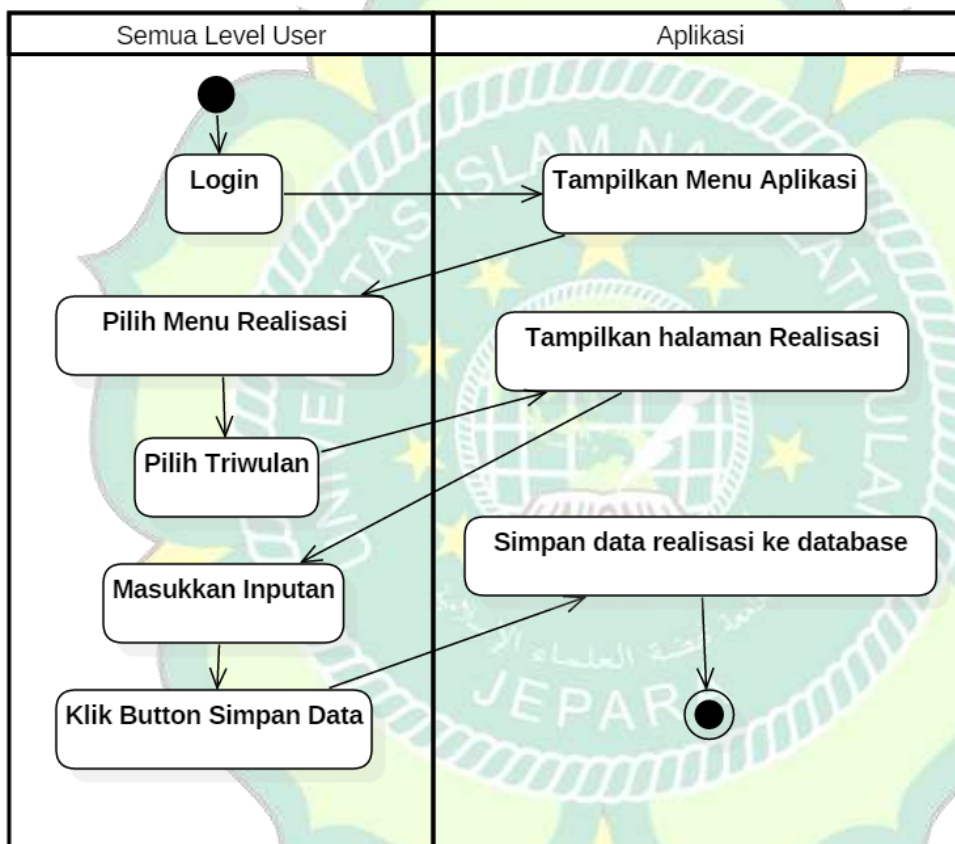 Semua Level User
Aplikasi
Login
Tampilkan Menu Aplikasi
Pilih Menu Realisasi
Tampilkan halaman Realisasi
Pilih Triwulan
Simpan data realisasi ke database
Masukkan Inputan
Klik Button Simpan Data
JEPAR